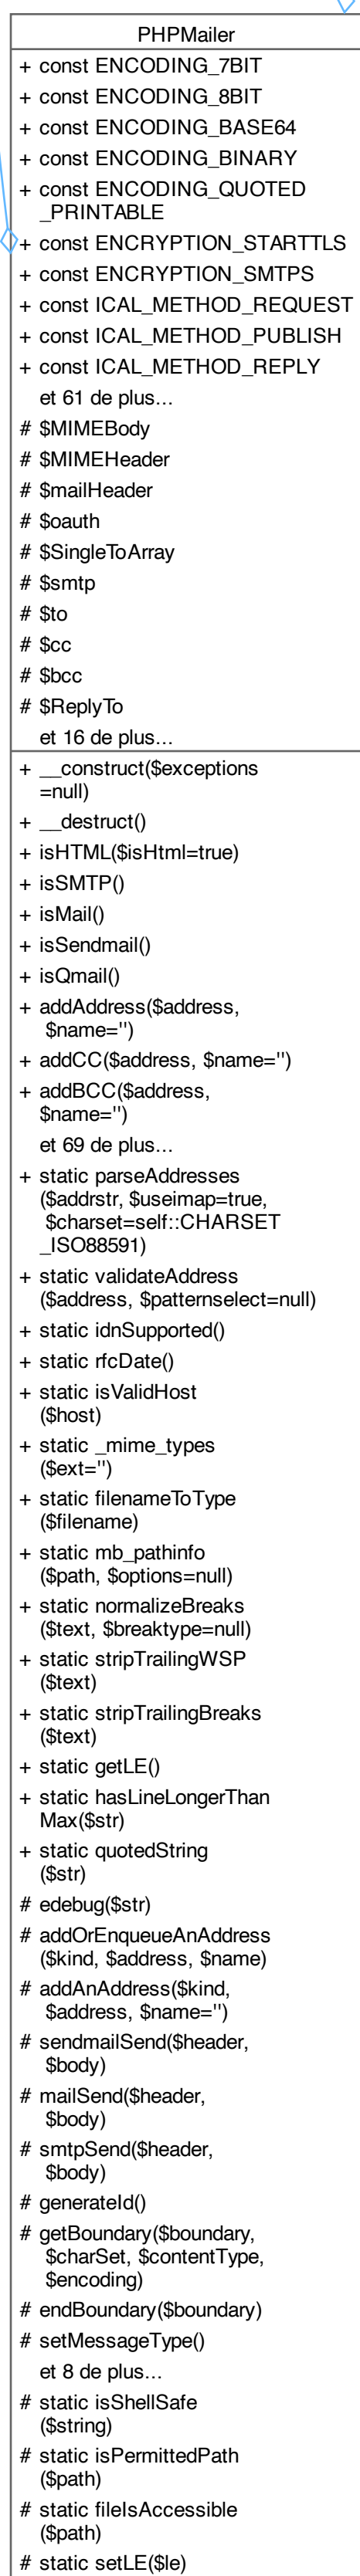 PHPMailer
+ const ENCODING_7BIT
+ const ENCODING_8BIT
+ const ENCODING_BASE64
+ const ENCODING_BINARY
+ const ENCODING_QUOTED
_PRINTABLE
+ const ENCRYPTION_STARTTLS
+ const ENCRYPTION_SMTPS
+ const ICAL_METHOD_REQUEST
+ const ICAL_METHOD_PUBLISH
+ const ICAL_METHOD_REPLY
et 61 de plus...
# $MIMEBody
# $MIMEHeader
# $mailHeader
# $oauth
# $SingleToArray
# $smtp
# $to
# $cc
# $bcc
# $ReplyTo
et 16 de plus...
+ __construct($exceptions
=null)
+ __destruct()
+ isHTML($isHtml=true)
+ isSMTP()
+ isMail()
+ isSendmail()
+ isQmail()
+ addAddress($address,
$name='')
+ addCC($address, $name='')
+ addBCC($address,
$name='')
et 69 de plus...
+ static parseAddresses
($addrstr, $useimap=true,
$charset=self::CHARSET
_ISO88591)
+ static validateAddress
($address, $patternselect=null)
+ static idnSupported()
+ static rfcDate()
+ static isValidHost
($host)
+ static _mime_types
($ext='')
+ static filenameToType
($filename)
+ static mb_pathinfo
($path, $options=null)
+ static normalizeBreaks
($text, $breaktype=null)
+ static stripTrailingWSP
($text)
+ static stripTrailingBreaks
($text)
+ static getLE()
+ static hasLineLongerThan
Max($str)
+ static quotedString
($str)
# edebug($str)
# addOrEnqueueAnAddress
($kind, $address, $name)
# addAnAddress($kind,
$address, $name='')
# sendmailSend($header,
$body)
# mailSend($header,
$body)
# smtpSend($header,
$body)
# generateId()
# getBoundary($boundary,
$charSet, $contentType,
$encoding)
# endBoundary($boundary)
# setMessageType()
et 8 de plus...
# static isShellSafe
($string)
# static isPermittedPath
($path)
# static fileIsAccessible
($path)
# static setLE($le)